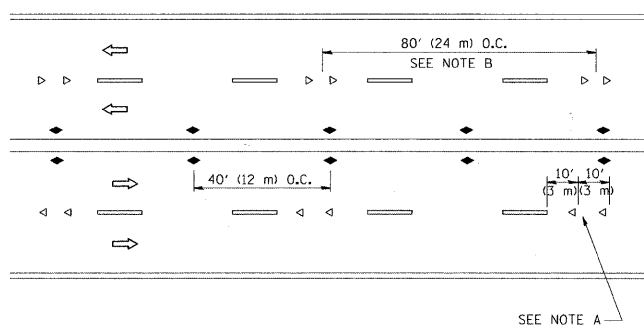 80' (24 m) O.C.
SEE NOTE B
40' (12 m) O.C.
10' 10'
(3 m) (3 m)
SEE NOTE A